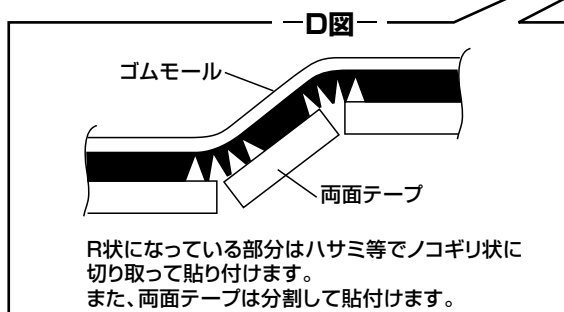 D図
ゴムモール
両面テープ
R状になっている部分はハサミ等でノコギリ状に
切り取って貼り付けます。
また、両面テープは分割して貼付けます。